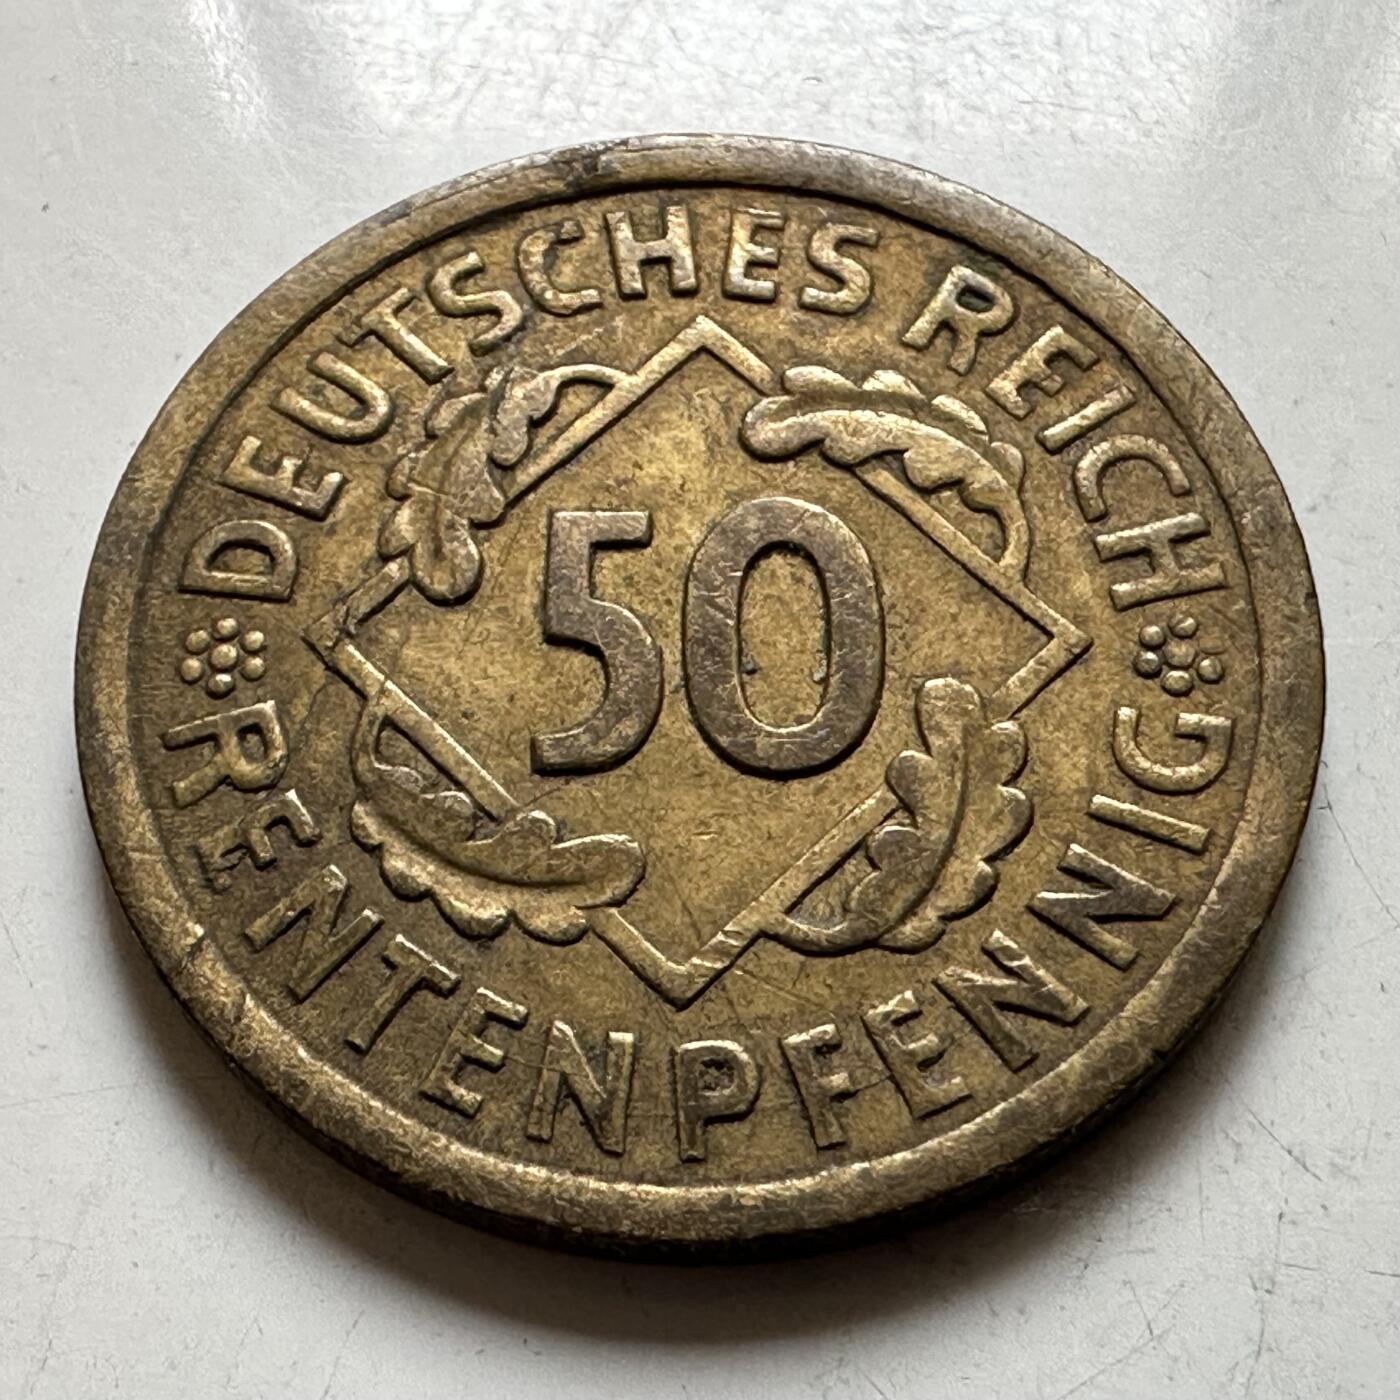 DEUTSCHES REICH
50
RENTENPFENNIG